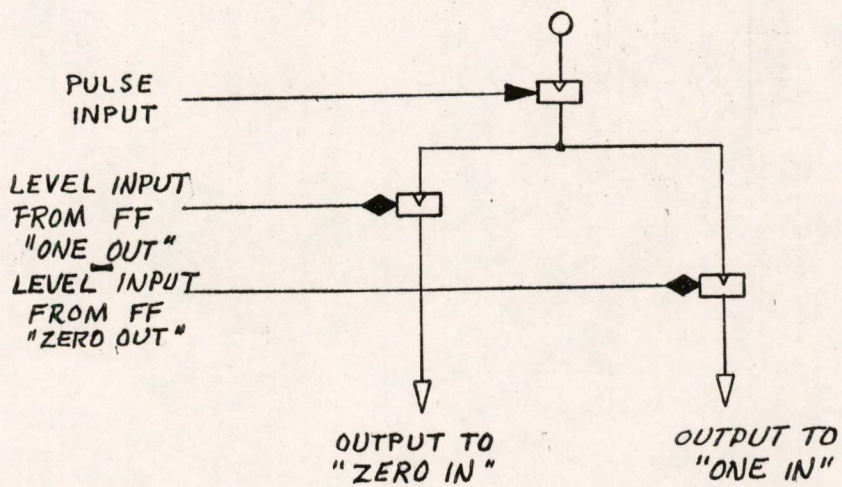 PULSE
INPUT
LEVEL INPUT
FROM FF
"ONE OUT"
LEVEL INPUT
FROM FF
"ZERO OUT"
OUTPUT TO
"ZERO IN"
OUTPUT TO
"ONE IN"